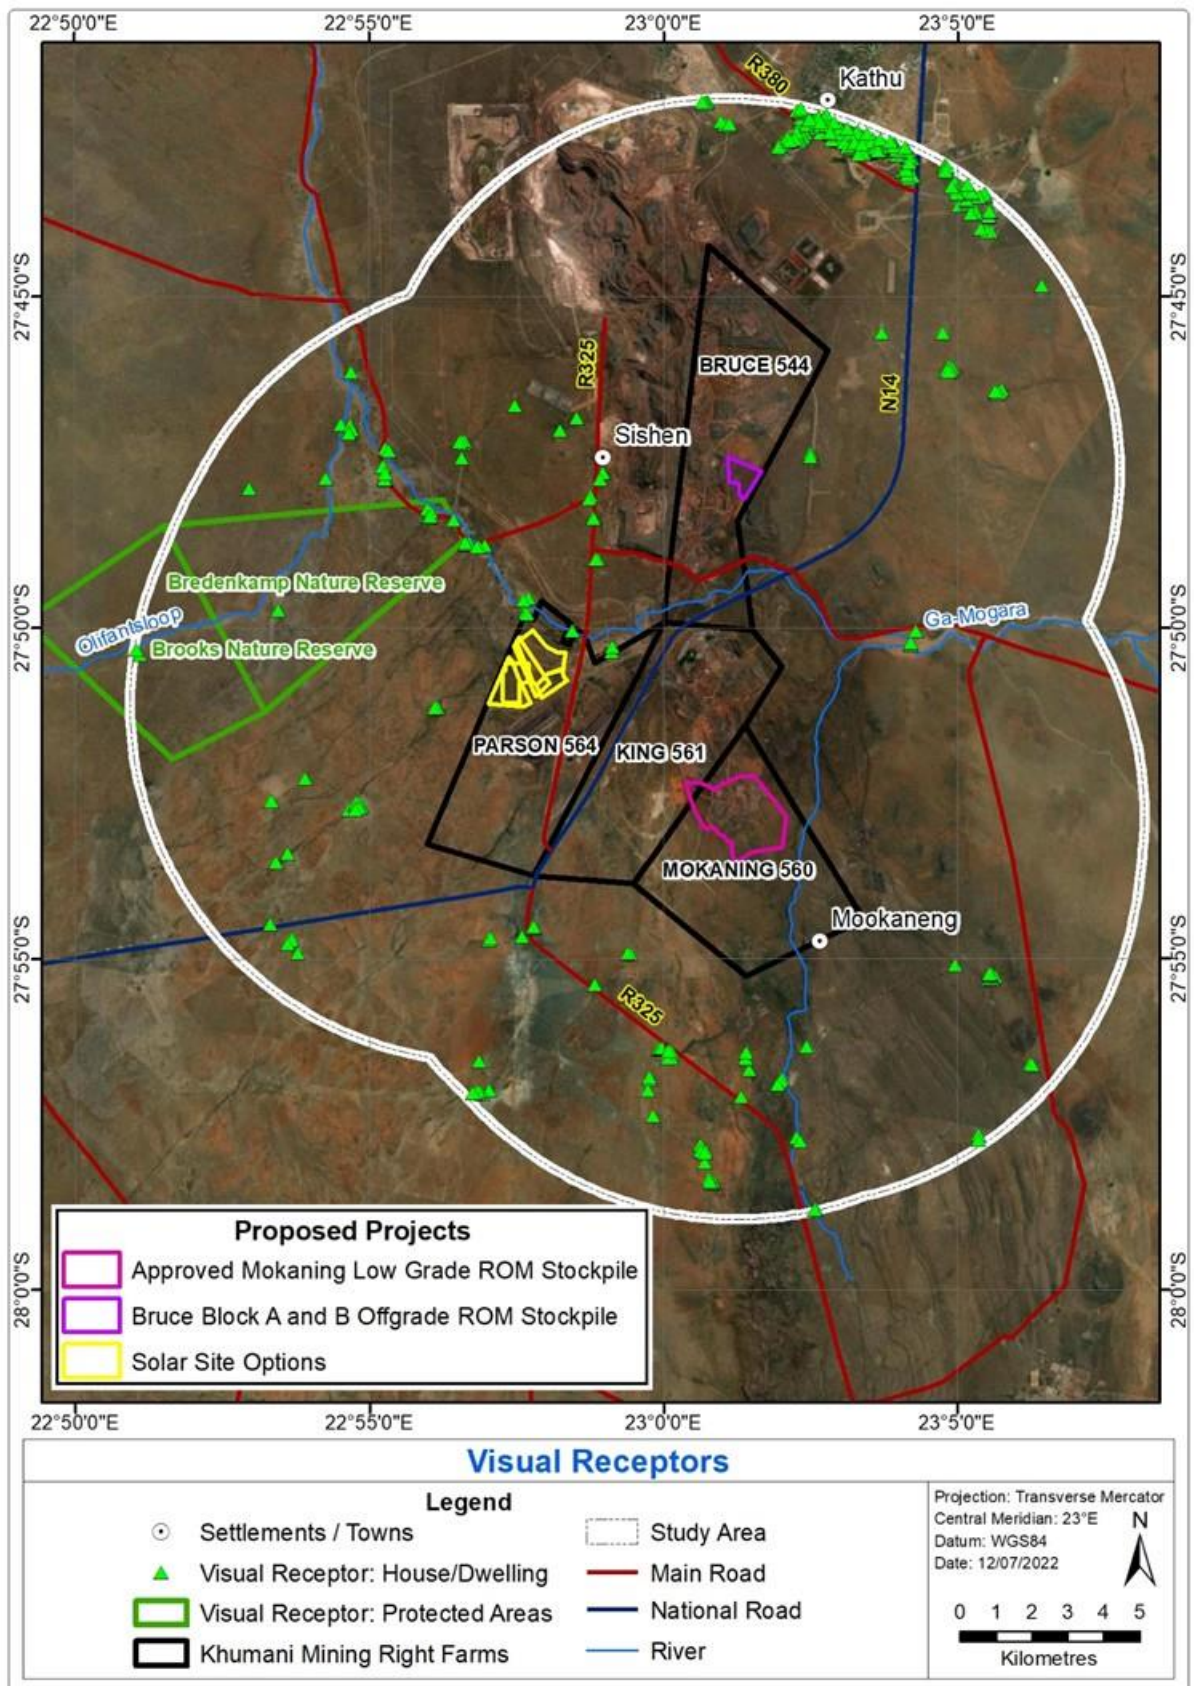 22°50'0"E 22°55'0"E 23°0'0"E 23°5'0"E
R380
Kathu
27°45'0"S
27°45'0"S
R325
BRUCE 544
N14
Sishen
Bredenkamp Nature Reserve
Olifantsloop
Brooks Nature Reserve
Ga-Mogara
27°50'0"S
27°50'0"S
PARSON 564
KING 561
MOKANING 560
Mookaneng
27°55'0"S
27°55'0"S
R325
28°0'0"S
28°0'0"S
Proposed Projects
Approved Mokaning Low Grade ROM Stockpile
Bruce Block A and B Offgrade ROM Stockpile
Solar Site Options
22°50'0"E 22°55'0"E 23°0'0"E 23°5'0"E
Visual Receptors
Legend
Settlements / Towns
Visual Receptor: House/Dwelling
Visual Receptor: Protected Areas
Khumani Mining Right Farms
Study Area
Main Road
National Road
River
Projection: Transverse Mercator
Central Meridian: 23°E
Datum: WGS84
Date: 12/07/2022
N
0 1 2 3 4 5
Kilometres